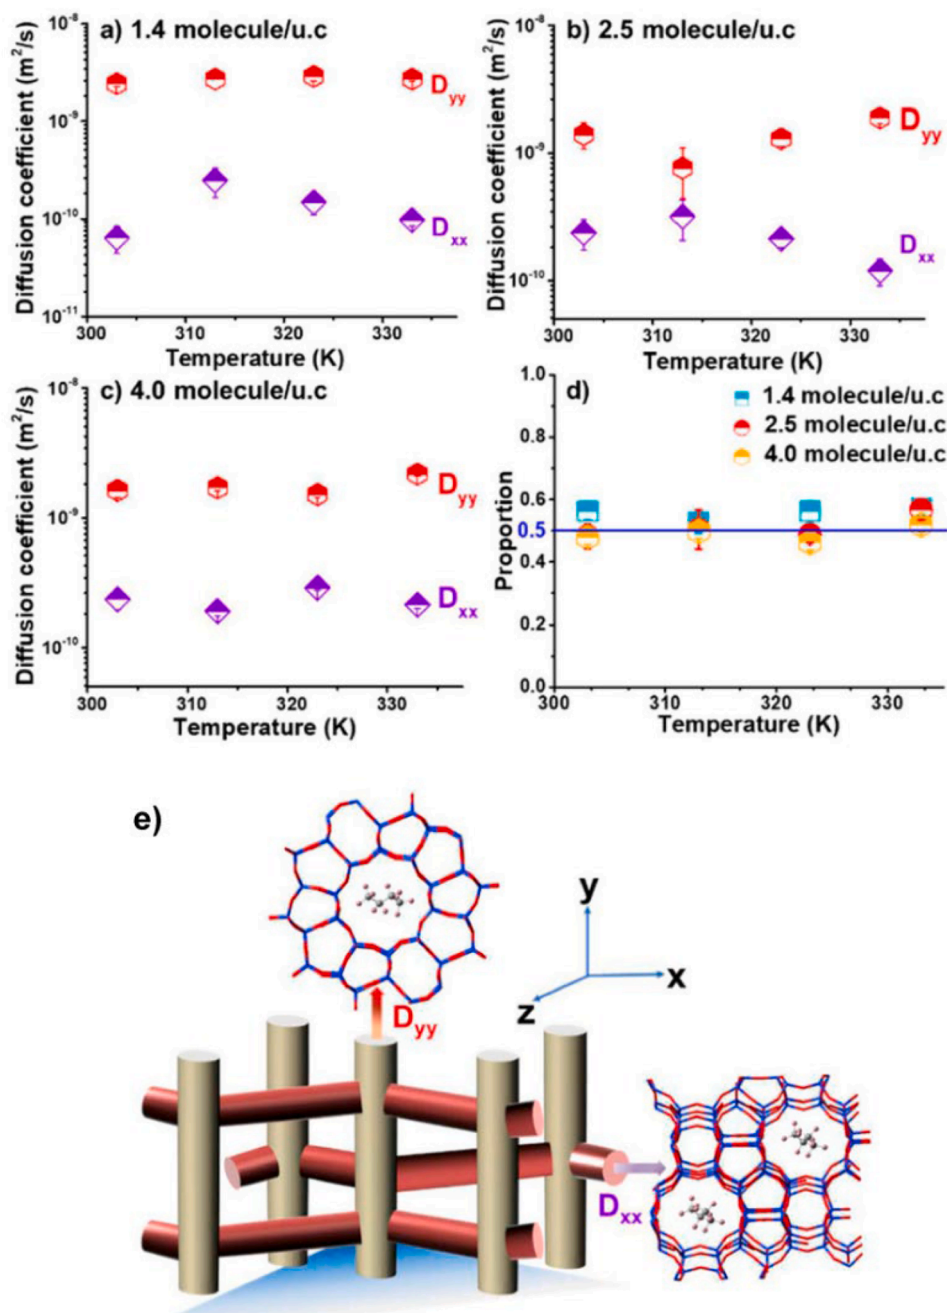 a) 1.4 molecule/u.c
Diffusion coefficient (m²/s)
10⁻⁸
10⁻⁹
10⁻¹⁰
10⁻¹¹
D_yy
D_xx
300 310 320 330
Temperature (K)
b) 2.5 molecule/u.c
Diffusion coefficient (m²/s)
10⁻⁸
10⁻⁹
10⁻¹⁰
D_yy
D_xx
300 310 320 330
Temperature (K)
c) 4.0 molecule/u.c
Diffusion coefficient (m²/s)
10⁻⁸
10⁻⁹
10⁻¹⁰
D_yy
D_xx
300 310 320 330
Temperature (K)
d)
1.4 molecule/u.c
2.5 molecule/u.c
4.0 molecule/u.c
Proportion
1.0
0.8
0.6
0.5
0.4
0.2
0.0
300 310 320 330
Temperature (K)
e)
y
x
z
D_yy
D_xx